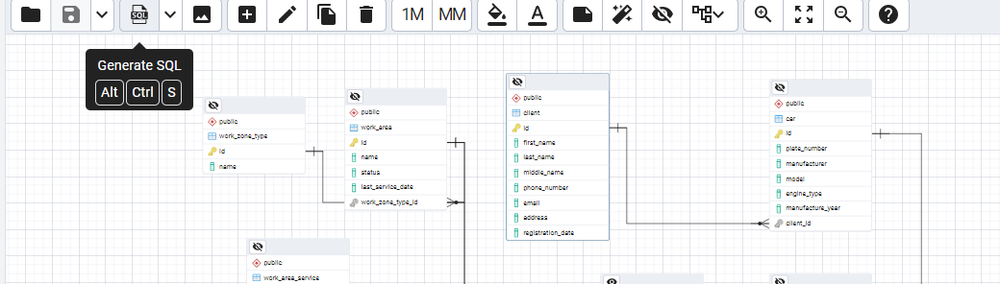 SQL
1M
MM
A
?
Generate SQL
Alt Ctrl S
public
work_zone_type
id
name
public
work_area
id
name
status
last_service_date
work_zone_type_id
public
client
id
first_name
last_name
middle_name
phone_number
email
address
registration_date
public
car
id
plate_number
manufacturer
model
engine_type
manufacture_year
client_id
public
work_area_service